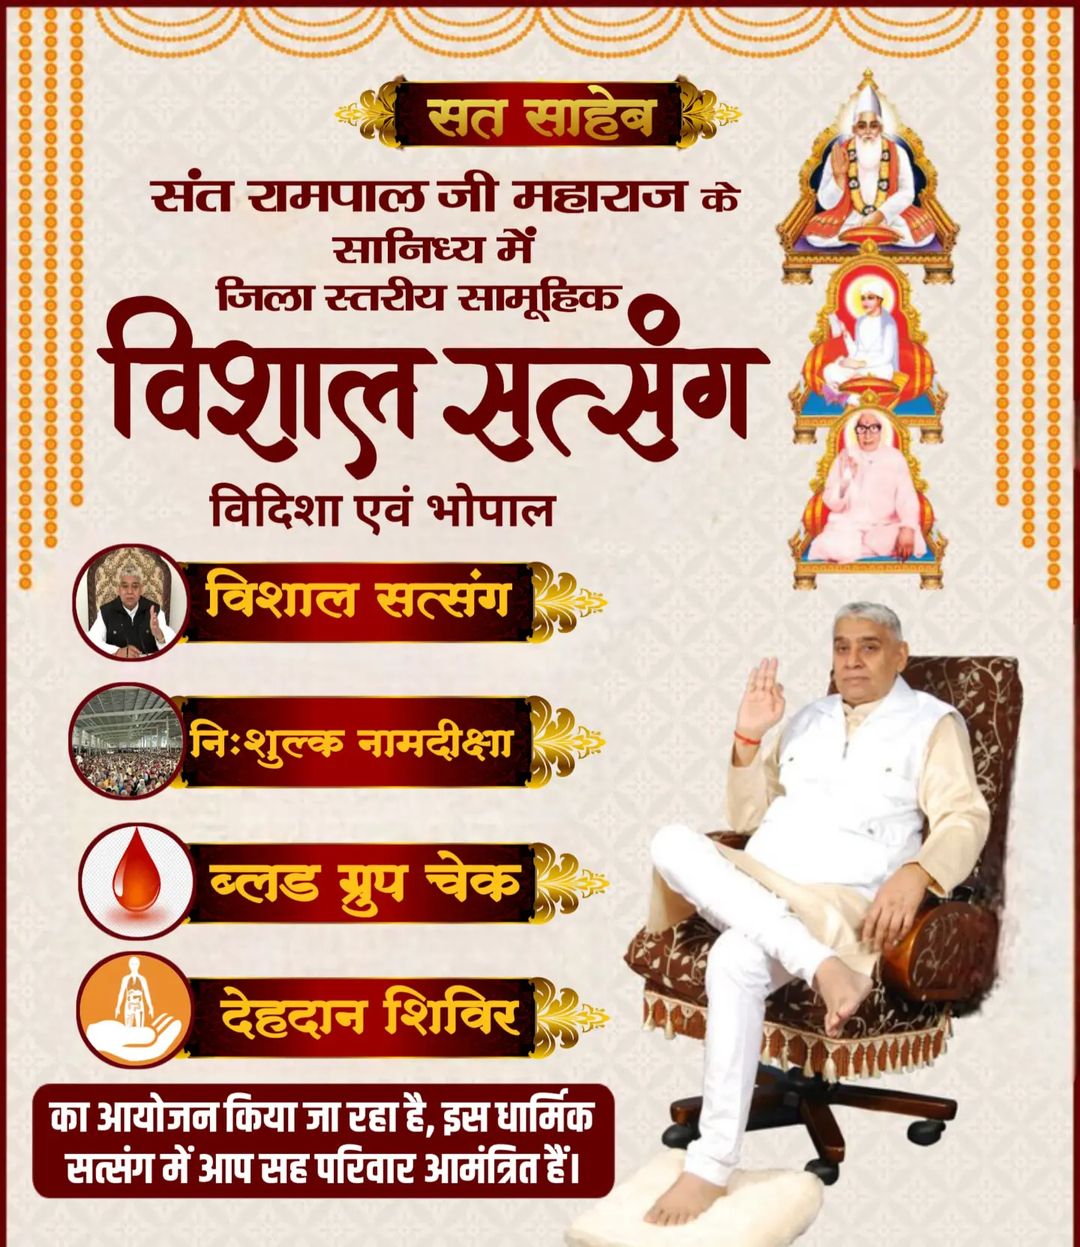 सत साहेब
संत रामपाल जी महाराज के
सानिध्य में
जिला स्तरीय सामूहिक
विशाल सत्संग
विदिशा एवं भोपाल
विशाल सत्संग
निःशुल्क नामदीक्षा
ब्लड ग्रुप चेक
देहदान शिविर
का आयोजन किया जा रहा है, इस धार्मिक
सत्संग में आप सह परिवार आमंत्रित हैं।